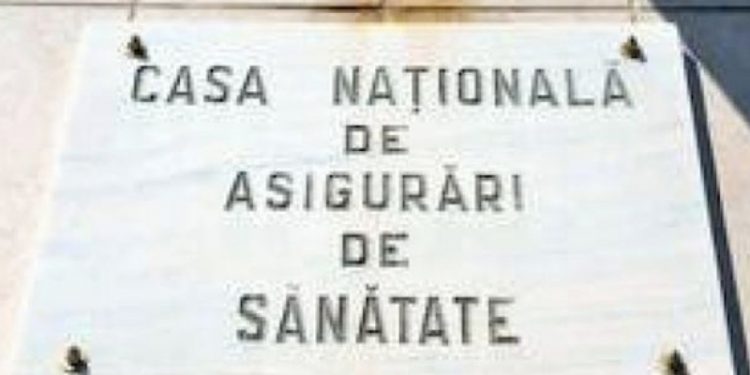 CASA NAȚIONALĂ
DE
ASIGURĂRI
DE
SĂNĂTATE